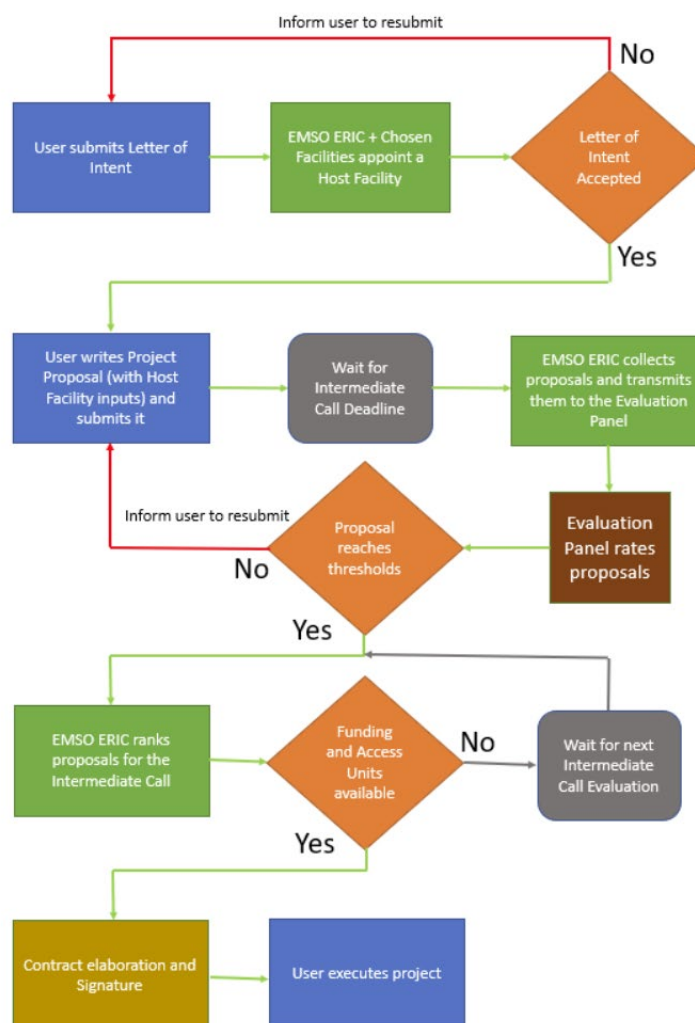 Inform user to resubmit
No
User submits Letter of
Intent
EMSO ERIC + Chosen
Facilities appoint a
Host Facility
Letter of
Intent
Accepted
Yes
User writes Project
Proposal (with Host
Facility inputs) and
submits it
Wait for
Intermediate
Call Deadline
EMSO ERIC collects
proposals and transmits
them to the Evaluation
Panel
Inform user to resubmit
No
Proposal
reaches
thresholds
Evaluation
Panel rates
proposals
Yes
EMSO ERIC ranks
proposals for the
Intermediate Call
Funding
and Access
Units
available
No
Wait for next
Intermediate
Call Evaluation
Yes
Contract elaboration and
Signature
User executes project